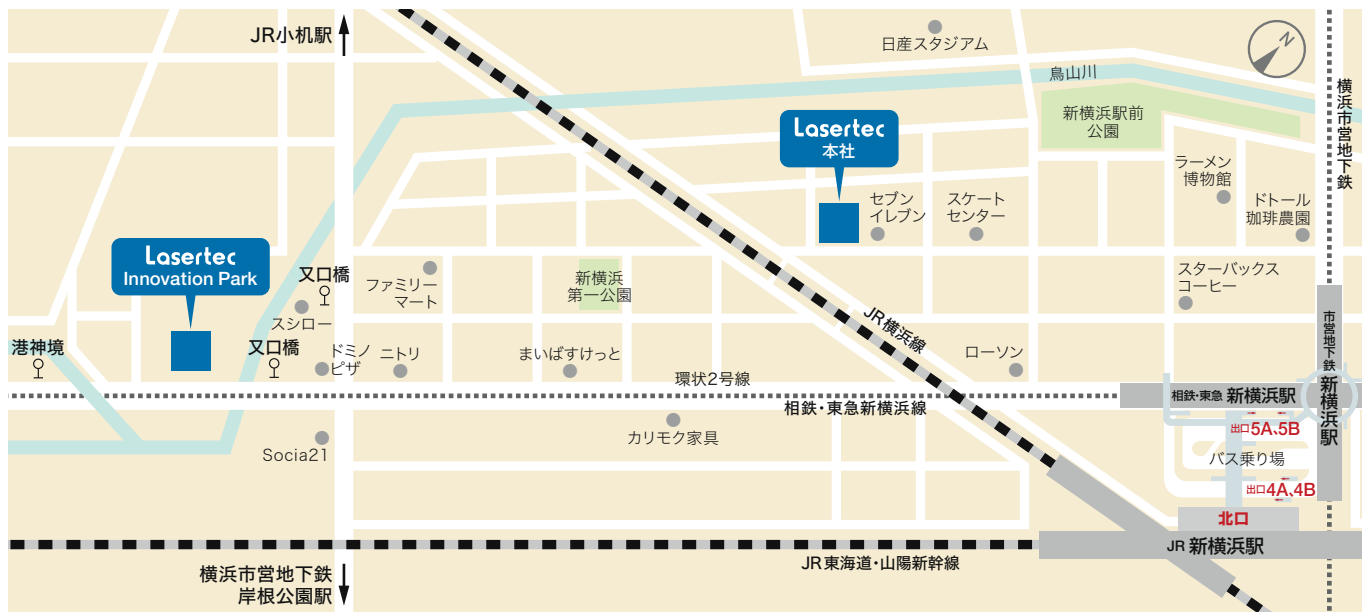 JR小机駅
日産スタジアム
N
鳥山川
横浜市営地下鉄
新横浜駅前
公園
Lasertec
本社
ラーメン
博物館
セブン
イレブン
スケート
センター
ドトール
珈琲農園
Lasertec
Innovation Park
又口橋
ファミリー
マート
新横浜
第一公園
スターバックス
コーヒー
スシロー
JR横浜線
市営地下鉄
新横浜駅
港神境
又口橋
ドミノ
ピザ
ニトリ
まいばすけっと
ローソン
環状2号線
相鉄・東急新横浜線
相鉄・東急 新横浜駅
出口5A、5B
カリモク家具
Socia21
バス乗り場
出口4A、4B
北口
JR 新横浜駅
JR東海道・山陽新幹線
横浜市営地下鉄
岸根公園駅